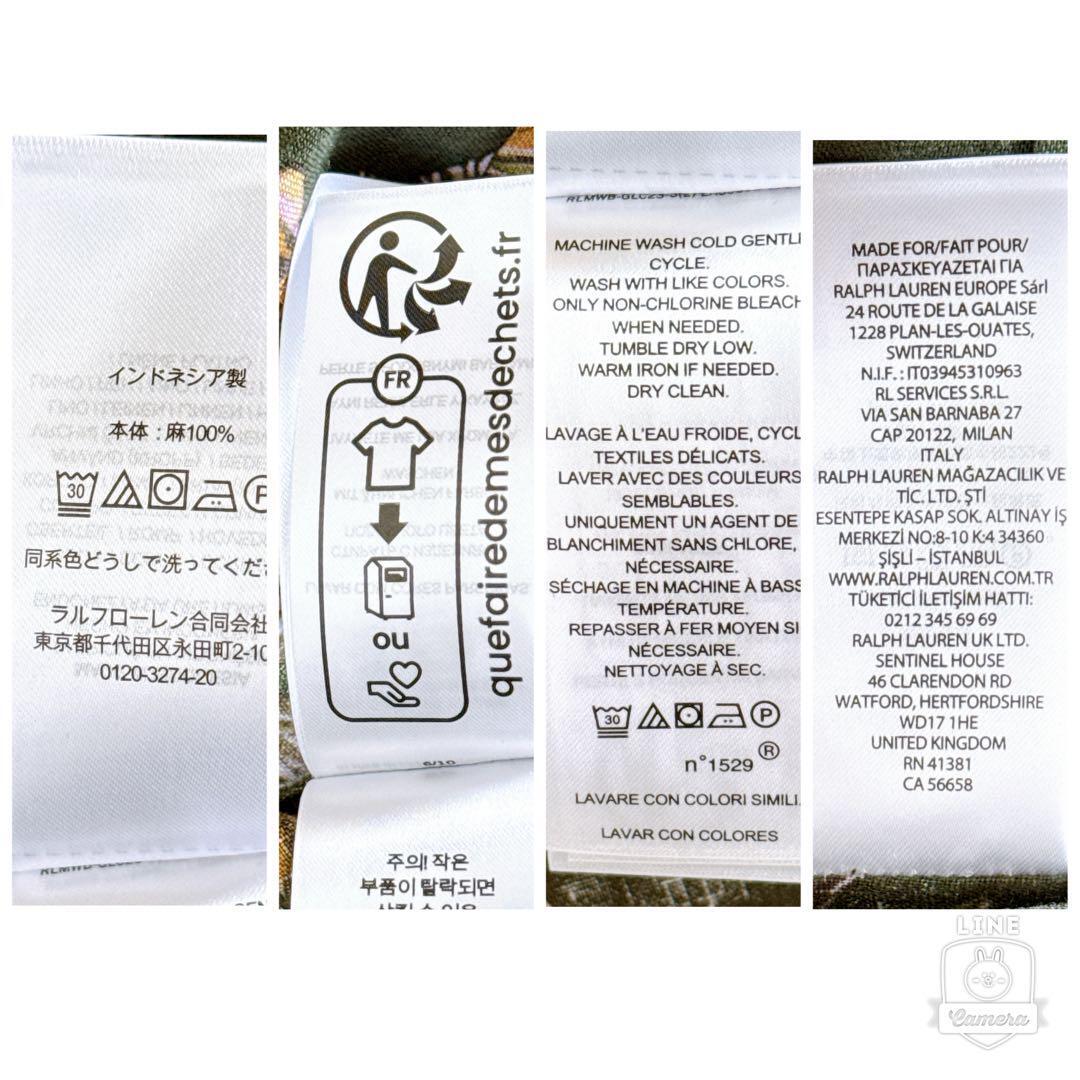 インドネシア製
本体 : 麻100%
30
P
同系色どうしで洗ってくださ
ラルフローレン合同会社
東京都千代田区永田町2-10
0120-3274-20
FR
ou
quefairedemesdechets.fr
6/10
주의! 작은
부품이 탈락되면
MACHINE WASH COLD GENTLE
CYCLE.
WASH WITH LIKE COLORS.
ONLY NON-CHLORINE BLEACH
WHEN NEEDED.
TUMBLE DRY LOW.
WARM IRON IF NEEDED.
DRY CLEAN.
LAVAGE À L'EAU FROIDE, CYCL
TEXTILES DÉLICATS.
LAVER AVEC DES COULEURS
SEMBLABLES.
UNIQUEMENT UN AGENT DE
BLANCHIMENT SANS CHLORE,
NÉCESSAIRE.
SÉCHAGE EN MACHINE À BASS
TEMPÉRATURE.
REPASSER À FER MOYEN SI
NÉCESSAIRE.
NETTOYAGE À SEC.
30
P
n°1529 ®
LAVARE CON COLORI SIMILI.
LAVAR CON COLORES
MADE FOR/FAIT POUR/
ΠΑΡΑΣΚΕΥΑΖΕΤΑΙ ΓΙΑ
RALPH LAUREN EUROPE Sárl
24 ROUTE DE LA GALAISE
1228 PLAN-LES-OUATES,
SWITZERLAND
N.I.F.: IT03945310963
RL SERVICES S.R.L.
VIA SAN BARNABA 27
CAP 20122, MILAN
ITALY
RALPH LAUREN MAĞAZACILIK VE
TİC. LTD. ŞTİ
ESENTEPE KASAP SOK. ALTINAY İŞ
MERKEZİ NO:8-10 K:4 34360
ŞİŞLİ – İSTANBUL
WWW.RALPHLAUREN.COM.TR
TÜKETİCİ İLETİŞİM HATTI:
0212 345 69 69
RALPH LAUREN UK LTD.
SENTINEL HOUSE
46 CLARENDON RD
WATFORD, HERTFORDSHIRE
WD17 1HE
UNITED KINGDOM
RN 41381
CA 56658
LINE
Camera